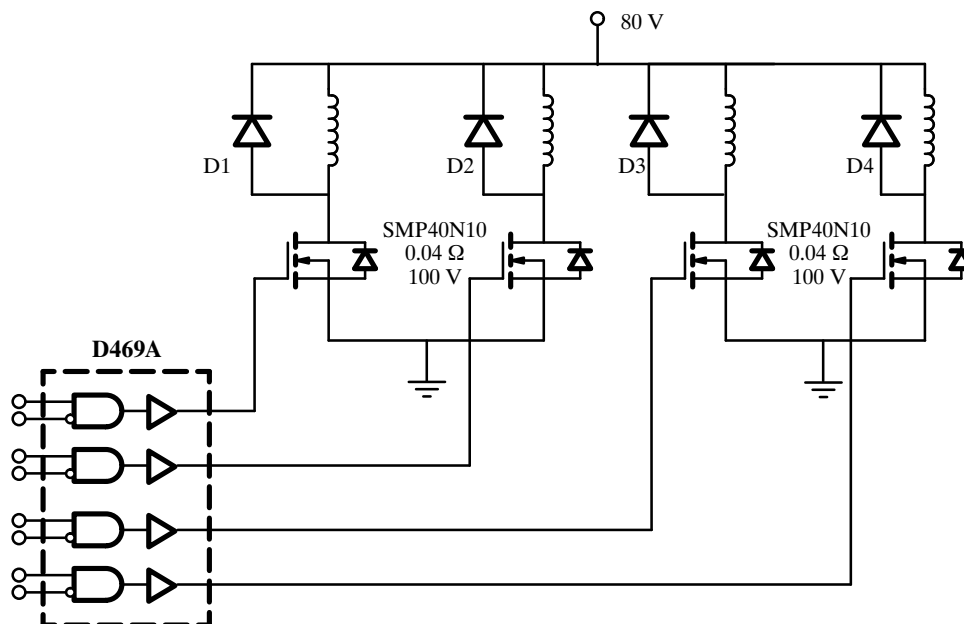 80 V
D1
D2
D3
D4
SMP40N10
0.04 Ω
100 V
SMP40N10
0.04 Ω
100 V
D469A